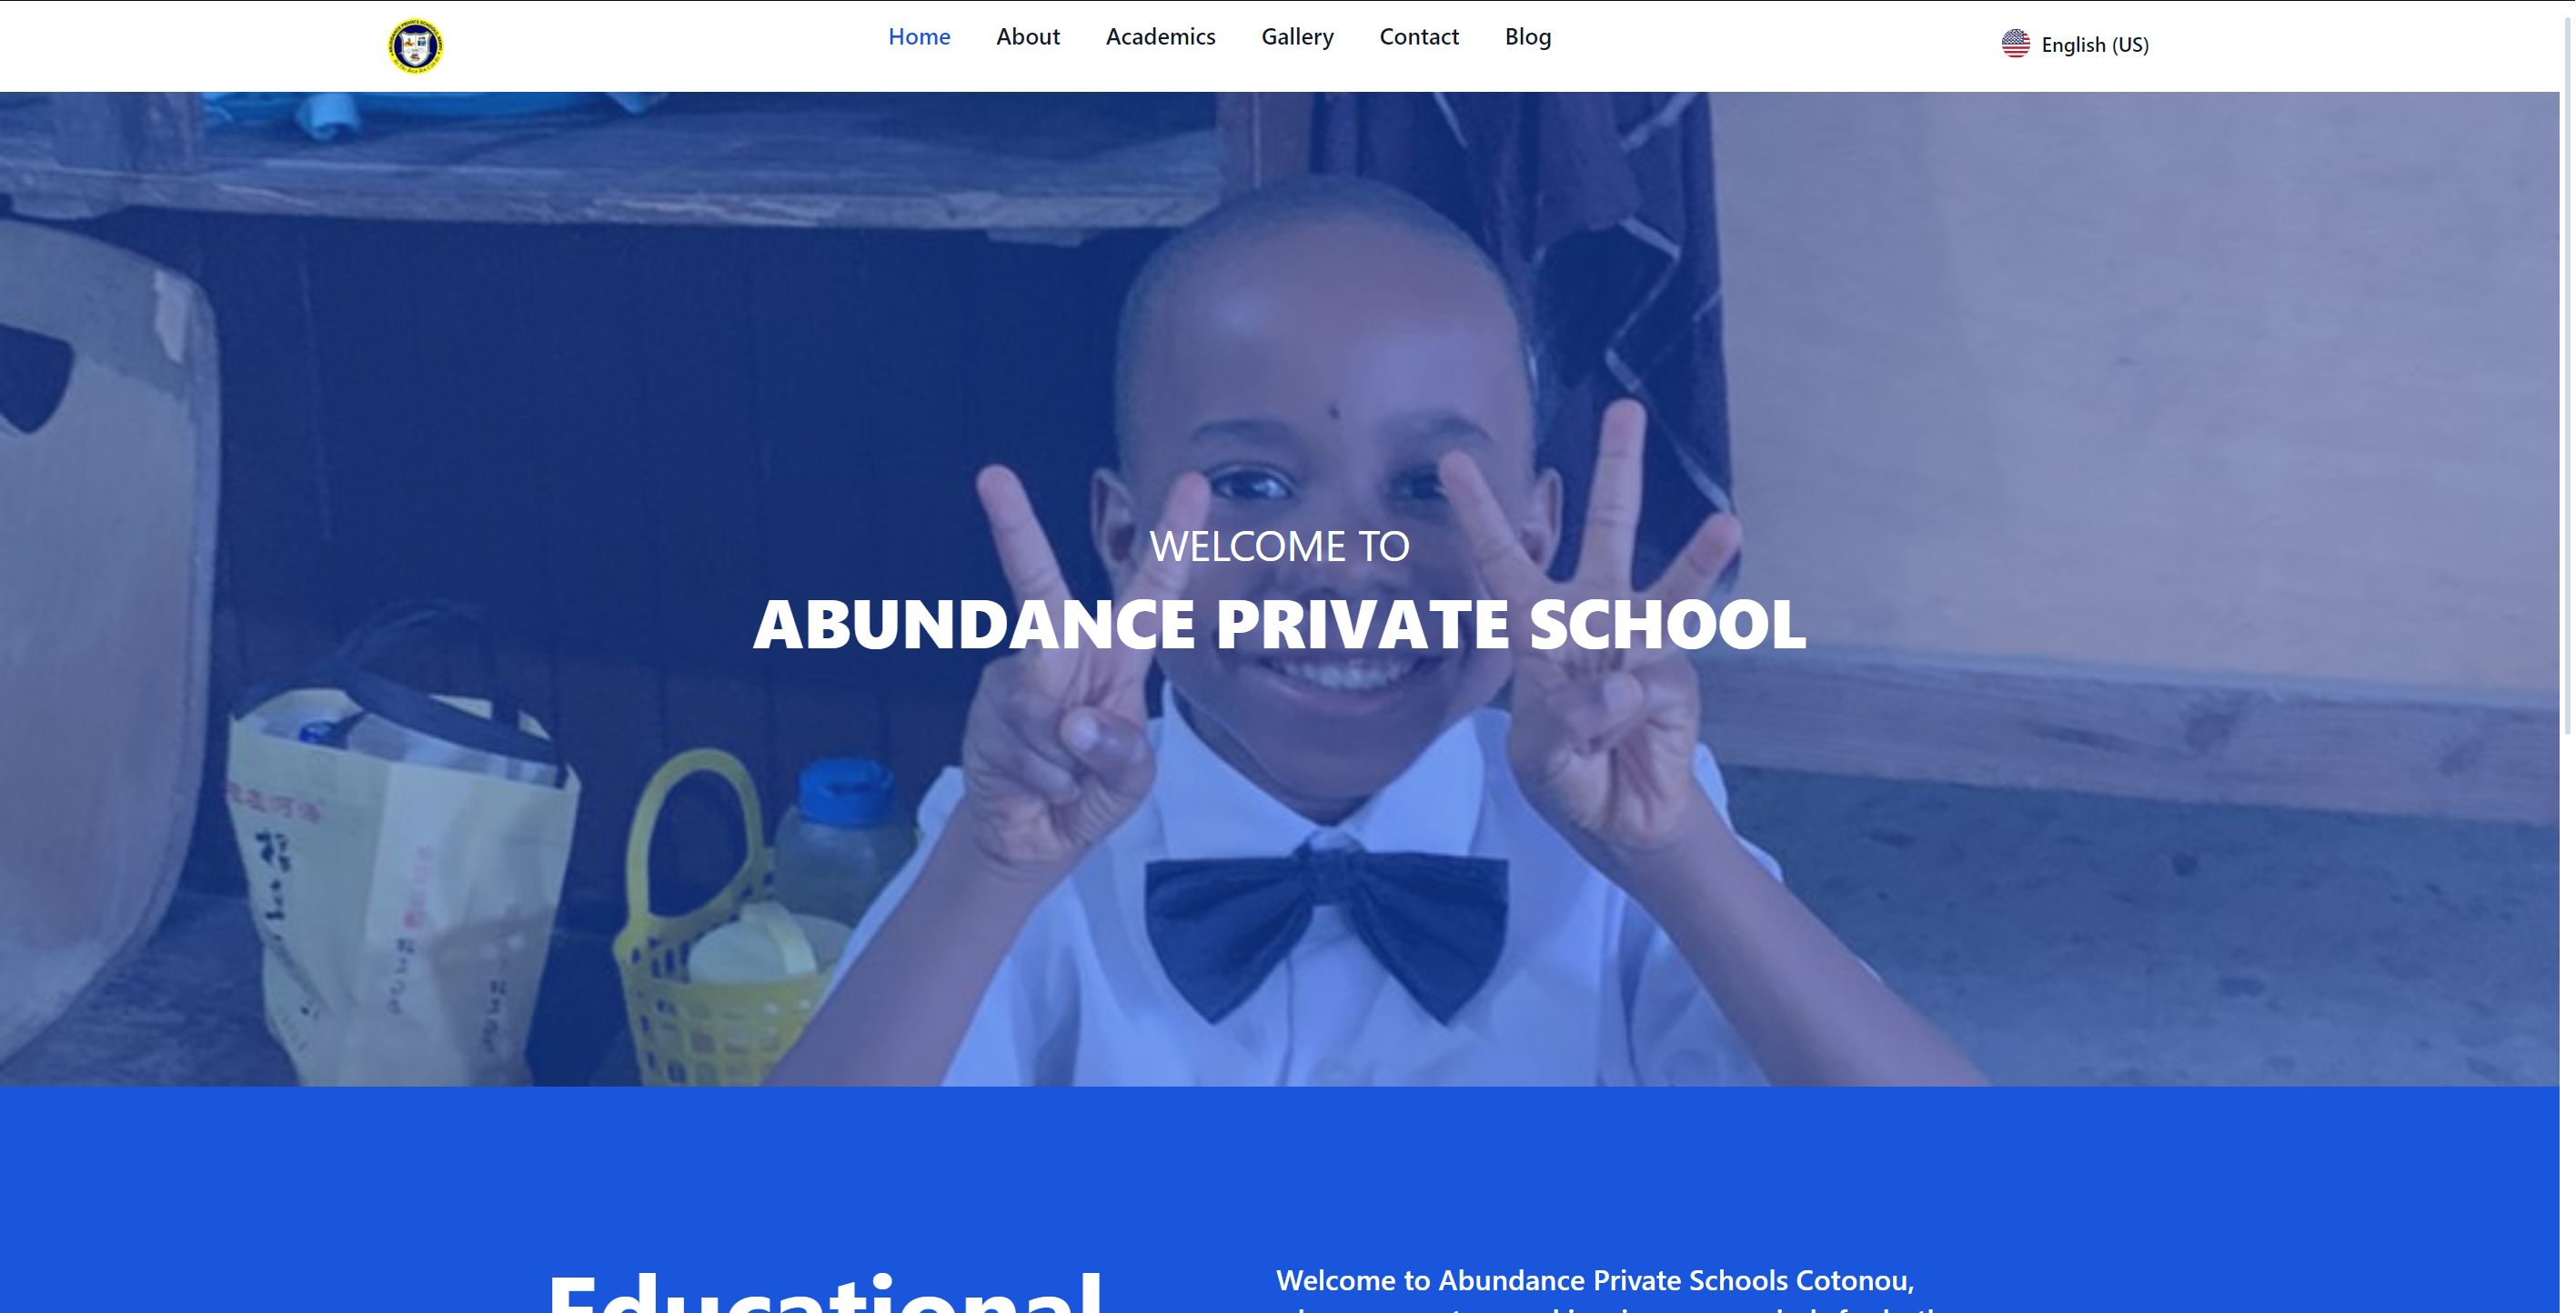 Home About Academics Gallery Contact Blog English (US)
WELCOME TO
ABUNDANCE PRIVATE SCHOOL
Educational
Welcome to Abundance Private Schools Cotonou,